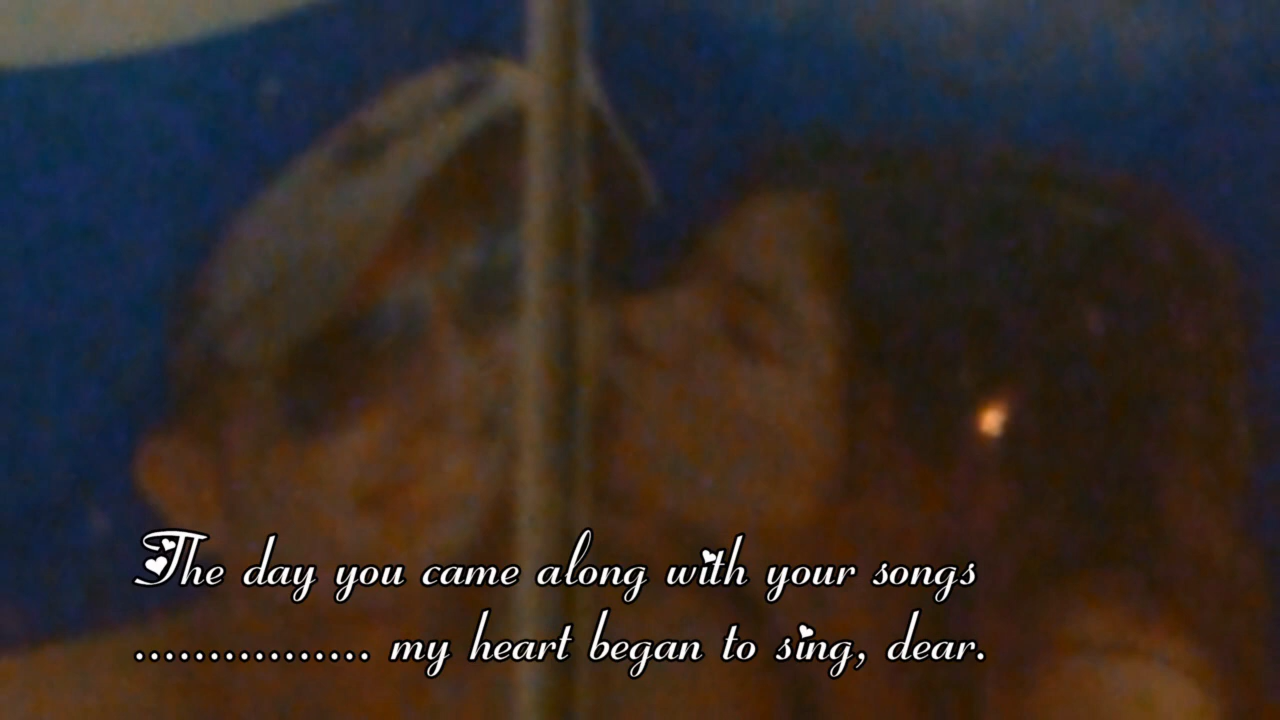 The day you came along with your songs
................ my heart began to sing, dear.